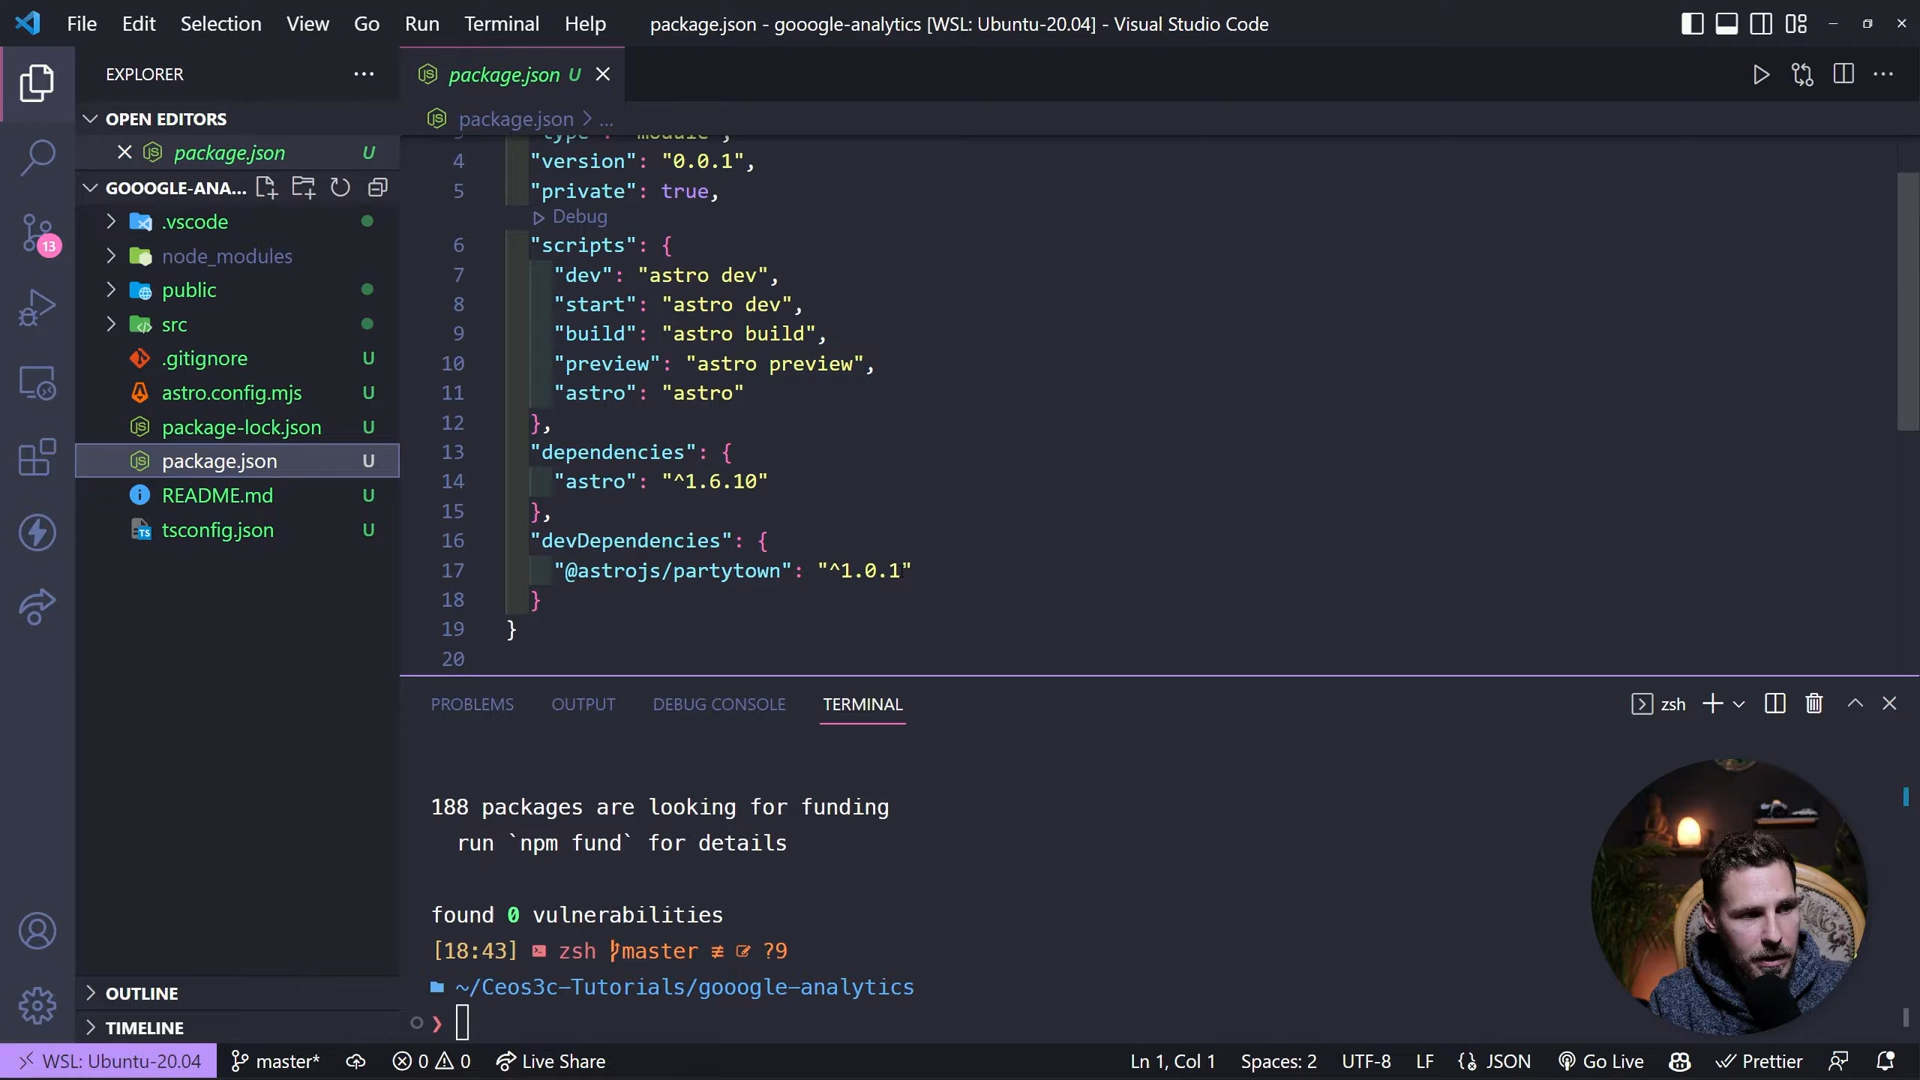 File Edit Selection View Go Run Terminal Help
package.json - gooogle-analytics [WSL: Ubuntu-20.04] - Visual Studio Code
EXPLORER
OPEN EDITORS
package.json U
GOOOGLE-ANA...
.vscode
node_modules
public
src
.gitignore U
astro.config.mjs U
package-lock.json U
package.json U
README.md U
tsconfig.json U
OUTLINE
TIMELINE
13
package.json U
package.json > ...
3 "type": "module",
4 "version": "0.0.1",
5 "private": true,
Debug
6 "scripts": {
7 "dev": "astro dev",
8 "start": "astro dev",
9 "build": "astro build",
10 "preview": "astro preview",
11 "astro": "astro"
12 },
13 "dependencies": {
14 "astro": "^1.6.10"
15 },
16 "devDependencies": {
17 "@astrojs/partytown": "^1.0.1"
18 }
19 }
20
PROBLEMS OUTPUT DEBUG CONSOLE TERMINAL
zsh
188 packages are looking for funding
run `npm fund` for details
found 0 vulnerabilities
[18:43] zsh master ≢ ?9
~/Ceos3c-Tutorials/gooogle-analytics
❯
WSL: Ubuntu-20.04 master* 0 0 Live Share Ln 1, Col 1 Spaces: 2 UTF-8 LF {} JSON Go Live Prettier